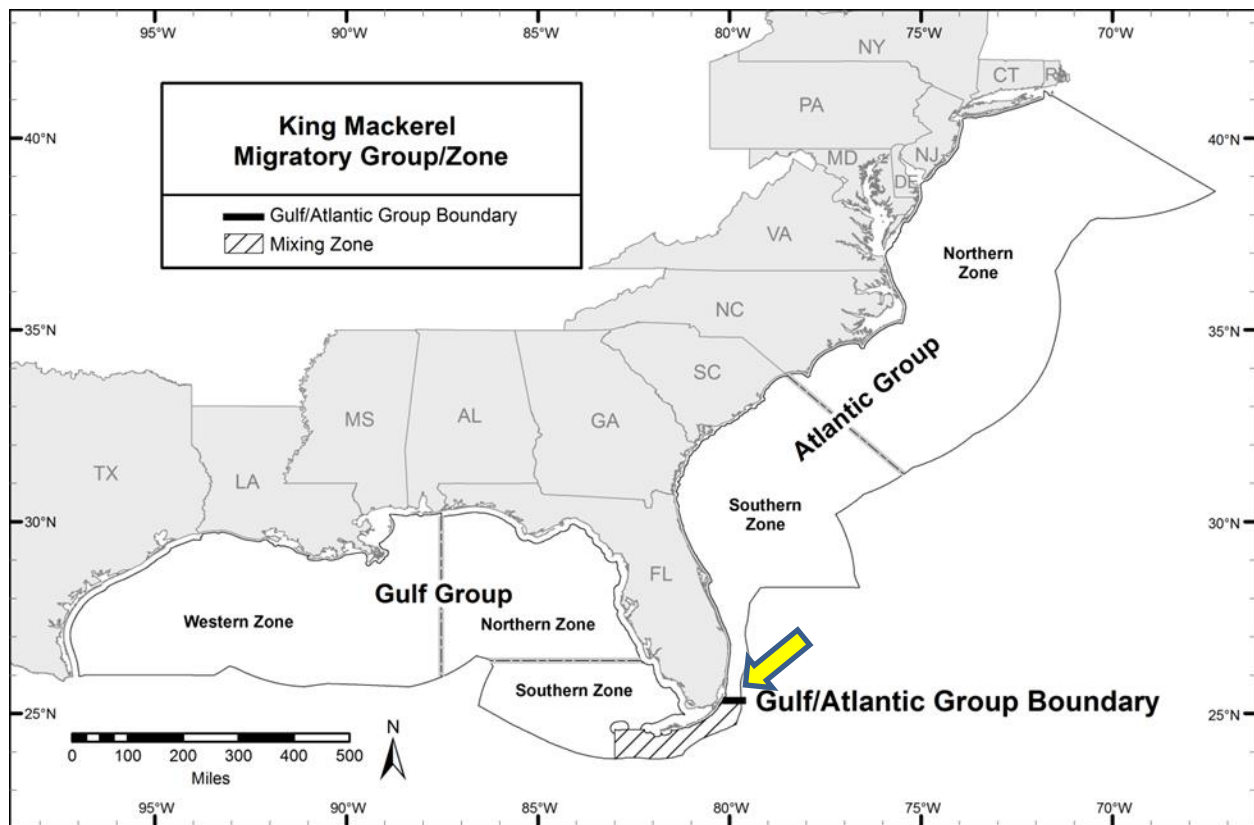 95°W
90°W
85°W
80°W
75°W
70°W
King Mackerel
Migratory Group/Zone
Gulf/Atlantic Group Boundary
Mixing Zone
NY
CT
RI
PA
40°N
40°N
MD
NJ
DE
VA
Northern
Zone
NC
35°N
35°N
SC
Atlantic Group
MS
AL
GA
TX
LA
30°N
30°N
Southern
Zone
FL
Gulf Group
Western Zone
Northern Zone
Southern Zone
Gulf/Atlantic Group Boundary
25°N
25°N
N
0
100
200
300
400
500
Miles
95°W
90°W
85°W
80°W
75°W
70°W